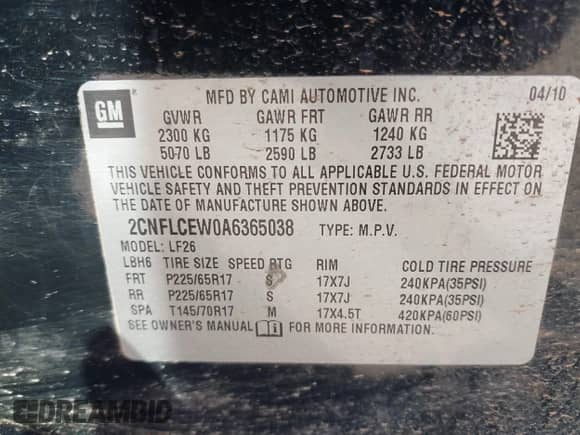 GM
MFD BY CAMI AUTOMOTIVE INC. 04/10
GVWR GAWR FRT GAWR RR
2300 KG 1175 KG 1240 KG
5070 LB 2590 LB 2733 LB
THIS VEHICLE CONFORMS TO ALL APPLICABLE U.S. FEDERAL MOTOR
VEHICLE SAFETY AND THEFT PREVENTION STANDARDS IN EFFECT ON
THE DATE OF MANUFACTURE SHOWN ABOVE.
2CNFLCEW0A6365038 TYPE: M.P.V.
MODEL: LF26
LBH6 TIRE SIZE SPEED RTG RIM COLD TIRE PRESSURE
FRT P225/65R17 S 17X7J 240KPA(35PSI)
RR P225/65R17 S 17X7J 240KPA(35PSI)
SPA T145/70R17 M 17X4.5T 420KPA(60PSI)
SEE OWNER'S MANUAL FOR MORE INFORMATION
DREAMBID